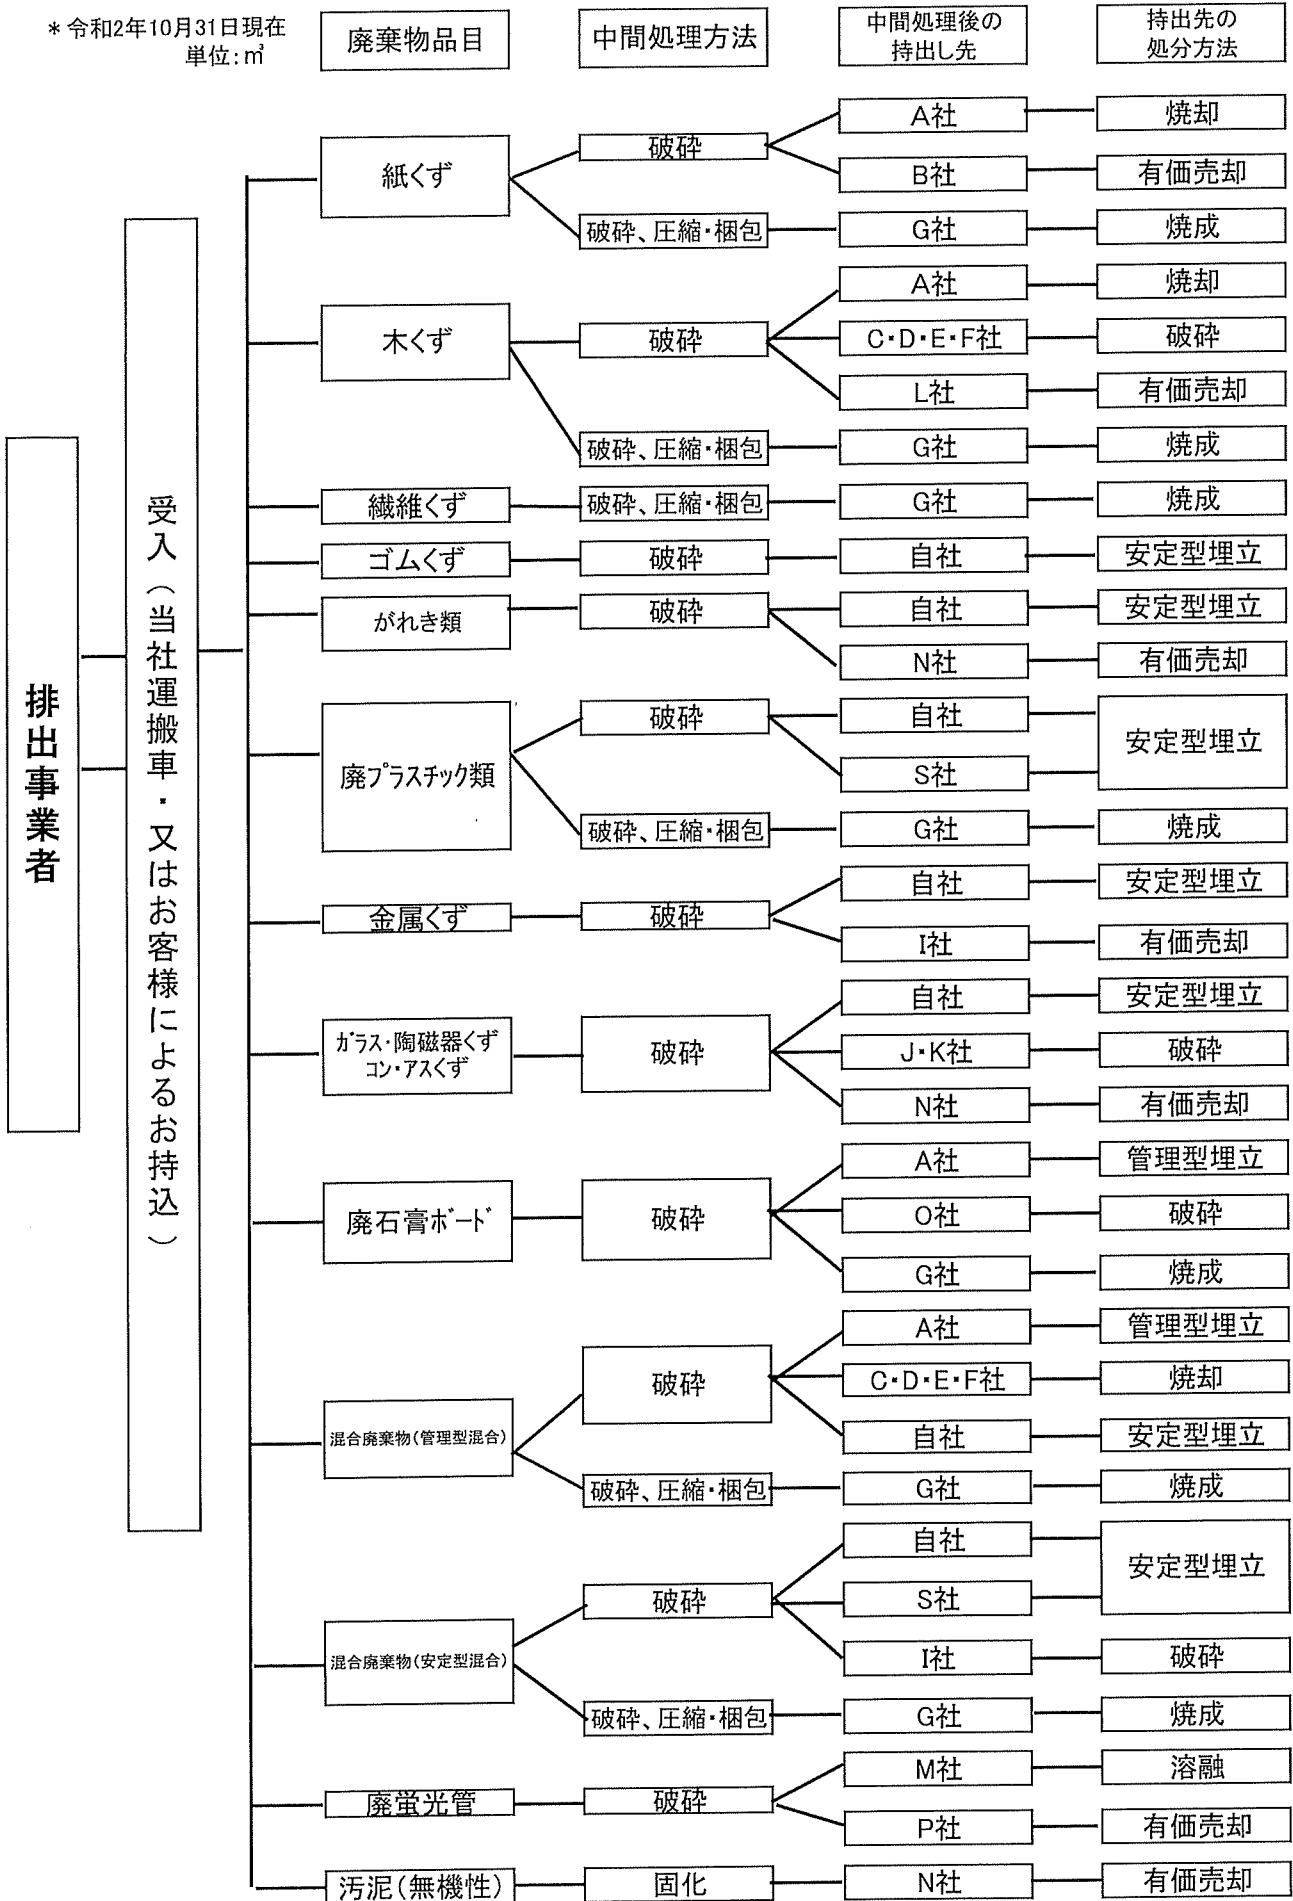 *令和2年10月31日現在
単位:㎥
廃棄物品目
中間処理方法
中間処理後の
持出し先
持出先の
処分方法
排出事業者
受入(当社運搬車・又はお客様によるお持込)
紙くず
破砕
A社
焼却
B社
有価売却
破砕、圧縮・梱包
G社
焼成
木くず
破砕
A社
焼却
C・D・E・F社
破砕
L社
有価売却
破砕、圧縮・梱包
G社
焼成
繊維くず
破砕、圧縮・梱包
G社
焼成
ゴムくず
破砕
自社
安定型埋立
がれき類
破砕
自社
安定型埋立
N社
有価売却
廃プラスチック類
破砕
自社
S社
安定型埋立
破砕、圧縮・梱包
G社
焼成
金属くず
破砕
自社
安定型埋立
I社
有価売却
ガラス・陶磁器くず
コン・アスくず
破砕
自社
安定型埋立
J・K社
破砕
N社
有価売却
廃石膏ボード
破砕
A社
管理型埋立
O社
破砕
G社
焼成
混合廃棄物(管理型混合)
破砕
A社
管理型埋立
C・D・E・F社
焼却
自社
安定型埋立
破砕、圧縮・梱包
G社
焼成
混合廃棄物(安定型混合)
破砕
自社
S社
安定型埋立
I社
破砕
破砕、圧縮・梱包
G社
焼成
廃蛍光管
破砕
M社
溶融
P社
有価売却
汚泥(無機性)
固化
N社
有価売却